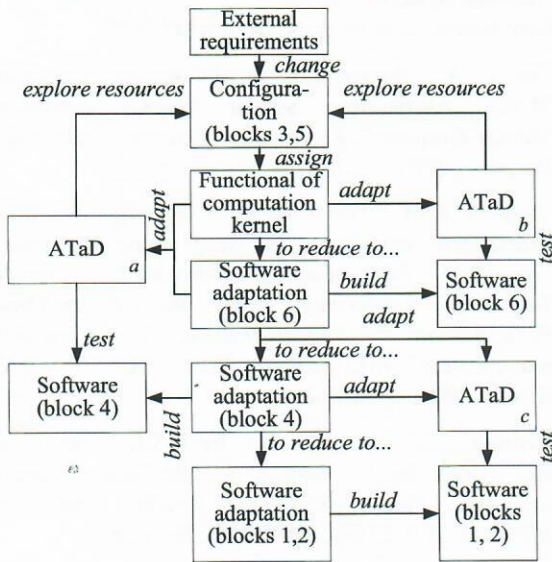 External
requirements
change
explore resources
explore resources
Configura-
tion
(blocks 3,5)
assign
Functional of
computation
kernel
adapt
ATaD
b
adapt
ATaD
a
to reduce to...
test
Software
adaptation
(block 6)
build
Software
(block 6)
adapt
test
to reduce to...
Software
(block 4)
build
Software
adaptation
(block 4)
adapt
ATaD
c
to reduce to...
test
Software
adaptation
(blocks 1,2)
build
Software
(blocks
1, 2)